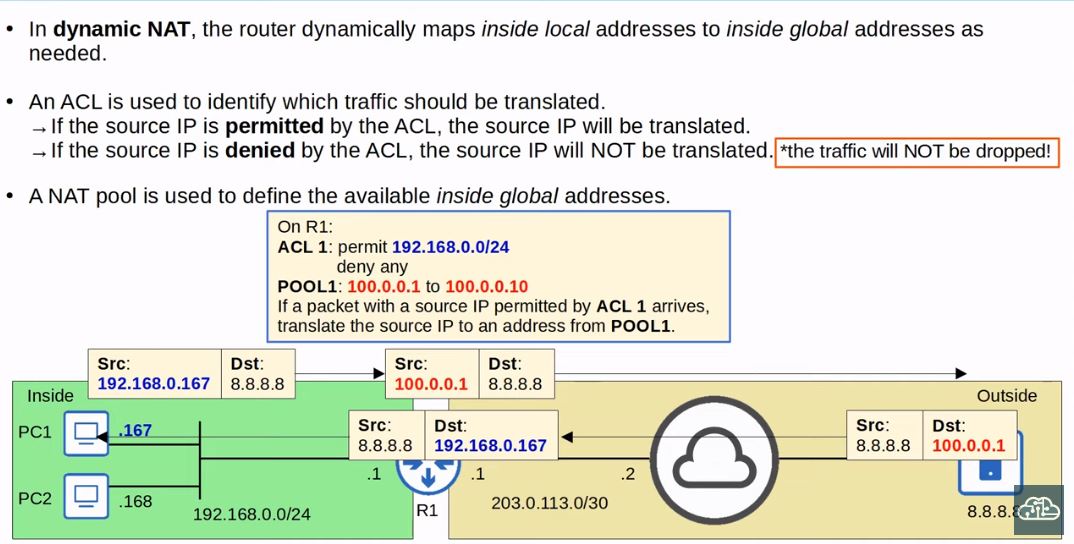 • In dynamic NAT, the router dynamically maps inside local addresses to inside global addresses as
needed.
• An ACL is used to identify which traffic should be translated.
→If the source IP is permitted by the ACL, the source IP will be translated.
→If the source IP is denied by the ACL, the source IP will NOT be translated. *the traffic will NOT be dropped!
• A NAT pool is used to define the available inside global addresses.
On R1:
ACL 1: permit 192.168.0.0/24
deny any
POOL1: 100.0.0.1 to 100.0.0.10
If a packet with a source IP permitted by ACL 1 arrives,
translate the source IP to an address from POOL1.
Src: Dst:
192.168.0.167 8.8.8.8
Src: Dst:
100.0.0.1 8.8.8.8
Inside
Outside
PC1
.167
Src: Dst:
8.8.8.8 192.168.0.167
Src: Dst:
8.8.8.8 100.0.0.1
.1
.1
.2
PC2
.168
192.168.0.0/24
R1
203.0.113.0/30